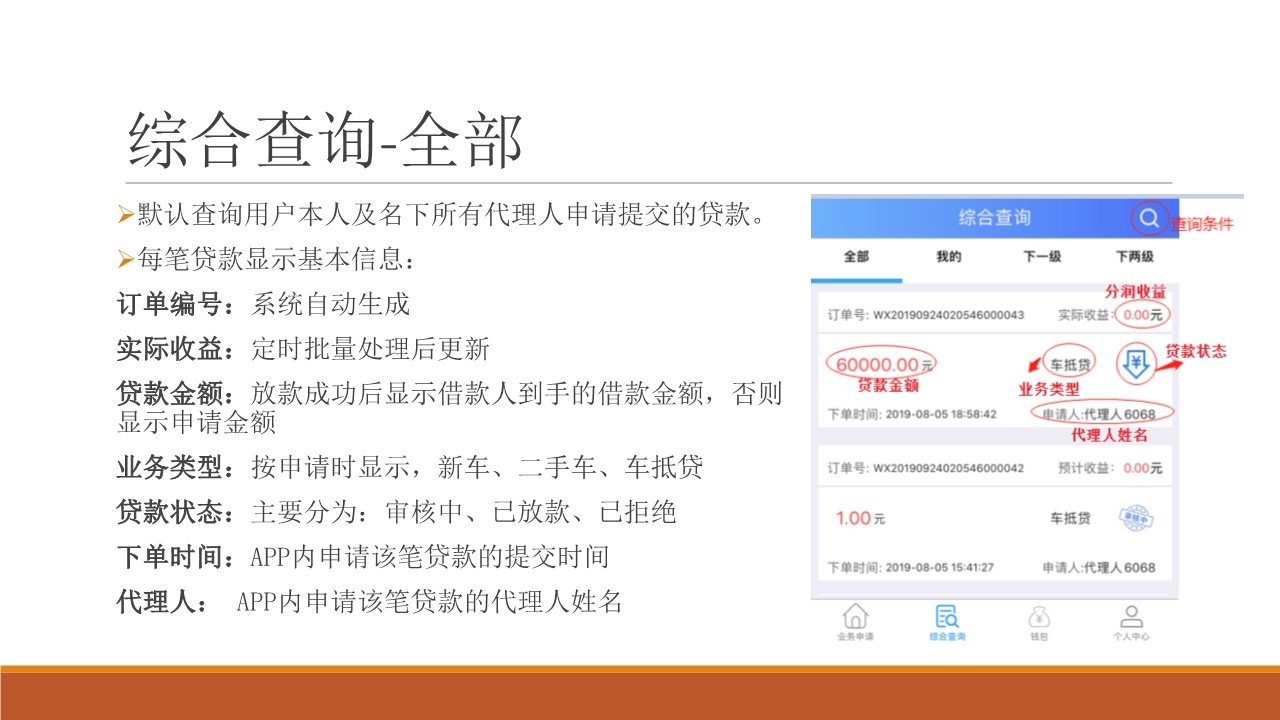 综合查询-全部
默认查询用户本人及名下所有代理人申请提交的贷款。
每笔贷款显示基本信息：
订单编号：系统自动生成
实际收益：定时批量处理后更新
贷款金额：放款成功后显示借款人到手的借款金额，否则
显示申请金额
业务类型：按申请时显示，新车、二手车、车抵贷
贷款状态：主要分为：审核中、已放款、已拒绝
下单时间：APP内申请该笔贷款的提交时间
代理人： APP内申请该笔贷款的代理人姓名
综合查询
查询条件
全部 我的 下一级 下两级
分润收益
订单号: WX20190924020546000043 实际收益: 0.00元
贷款状态
60000.00元 车抵贷
贷款金额 业务类型
下单时间: 2019-08-05 18:58:42 申请人:代理人6068
代理人姓名
订单号: WX20190924020546000042 预计收益: 0.00元
1.00元 车抵贷 审核中
下单时间: 2019-08-05 15:41:27 申请人:代理人6068
业务申请 综合查询 钱包 个人中心